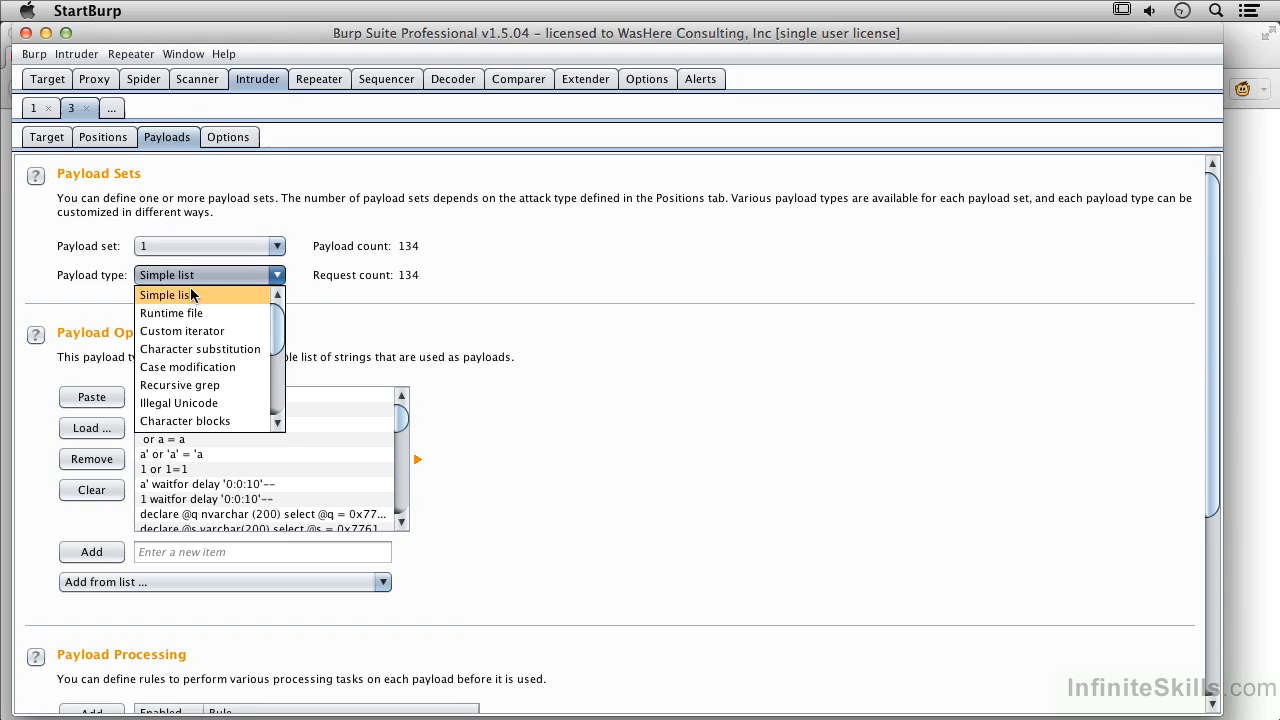 StartBurp
Burp Suite Professional v1.5.04 – licensed to WasHere Consulting, Inc [single user license]
Burp Intruder Repeater Window Help
Target Proxy Spider Scanner Intruder Repeater Sequencer Decoder Comparer Extender Options Alerts
1 × 3 × ...
Target Positions Payloads Options
? Payload Sets
You can define one or more payload sets. The number of payload sets depends on the attack type defined in the Positions tab. Various payload types are available for each payload set, and each payload type can be
customized in different ways.
Payload set: 1 Payload count: 134
Payload type: Simple list Request count: 134
Simple list
Runtime file
? Payload Op
Custom iterator
Character substitution
This payload ty ple list of strings that are used as payloads.
Case modification
Recursive grep
Illegal Unicode
Character blocks
Paste
Load ...
Remove
Clear
or a = a
a' or 'a' = 'a
1 or 1=1
a' waitfor delay '0:0:10'--
1 waitfor delay '0:0:10'--
declare @q nvarchar (200) select @q = 0x77...
declare @s varchar(200) select @s = 0x7761
Add Enter a new item
Add from list ...
? Payload Processing
You can define rules to perform various processing tasks on each payload before it is used.
Add Enabled Rule
InfiniteSkills.com